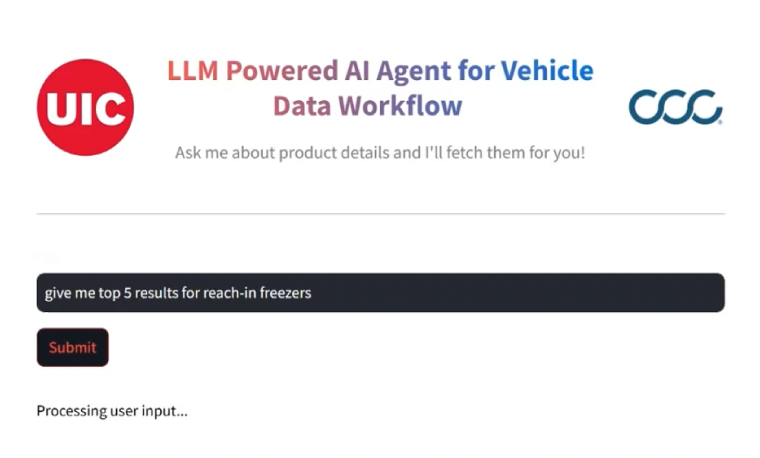 UIC
LLM Powered AI Agent for Vehicle
Data Workflow
CCC
Ask me about product details and I'll fetch them for you!
give me top 5 results for reach-in freezers
Submit
Processing user input...